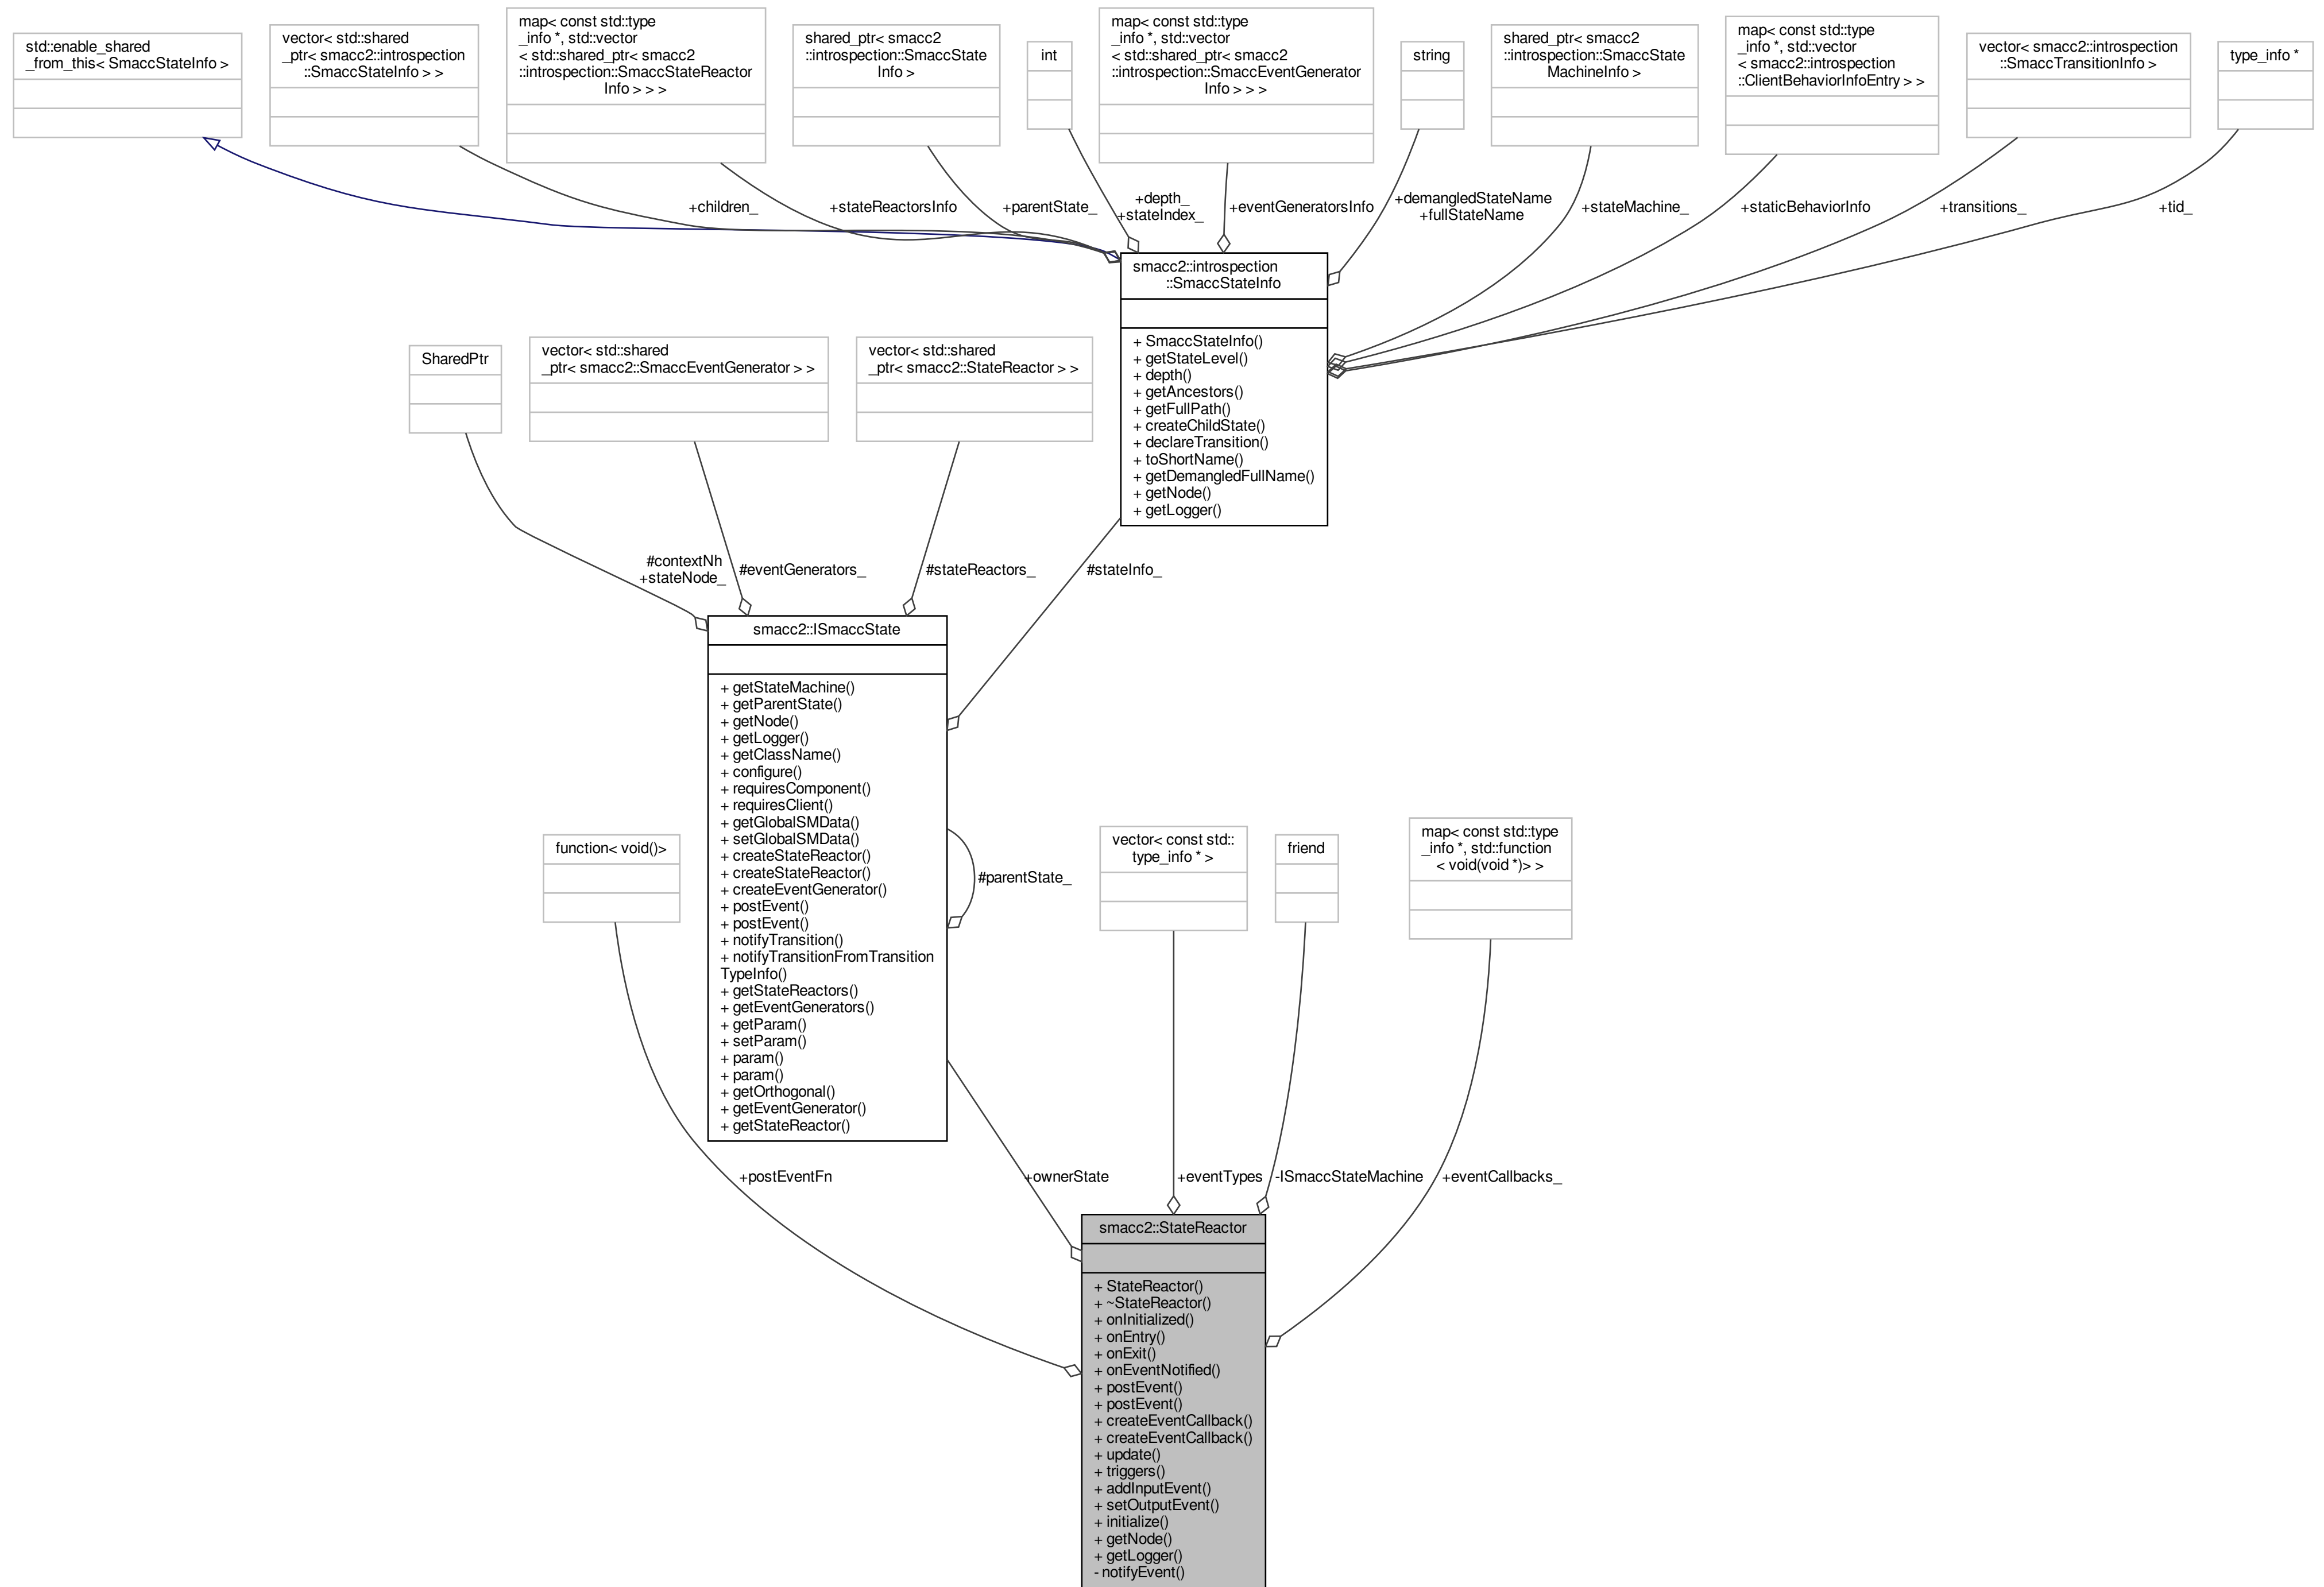 std::enable_shared
_from_this< SmaccStateInfo >
vector< std::shared
_ptr< smacc2::introspection
::SmaccStateInfo > >
map< const std::type
_info *, std::vector
< std::shared_ptr< smacc2
::introspection::SmaccStateReactor
Info > > >
shared_ptr< smacc2
::introspection::SmaccState
Info >
int
map< const std::type
_info *, std::vector
< std::shared_ptr< smacc2
::introspection::SmaccEventGenerator
Info > > >
string
shared_ptr< smacc2
::introspection::SmaccState
MachineInfo >
map< const std::type
_info *, std::vector
< smacc2::introspection
::ClientBehaviorInfoEntry > >
vector< smacc2::introspection
::SmaccTransitionInfo >
type_info *
+children_
+stateReactorsInfo
+parentState_
+depth_
+stateIndex_
+eventGeneratorsInfo
+demangledStateName
+fullStateName
+stateMachine_
+staticBehaviorInfo
+transitions_
+tid_
smacc2::introspection
::SmaccStateInfo
+ SmaccStateInfo()
+ getStateLevel()
+ depth()
+ getAncestors()
+ getFullPath()
+ createChildState()
+ declareTransition()
+ toShortName()
+ getDemangledFullName()
+ getNode()
+ getLogger()
SharedPtr
vector< std::shared
_ptr< smacc2::SmaccEventGenerator > >
vector< std::shared
_ptr< smacc2::StateReactor > >
#contextNh
+stateNode_
#eventGenerators_
#stateReactors_
#stateInfo_
smacc2::ISmaccState
+ getStateMachine()
+ getParentState()
+ getNode()
+ getLogger()
+ getClassName()
+ configure()
+ requiresComponent()
+ requiresClient()
+ getGlobalSMData()
+ setGlobalSMData()
+ createStateReactor()
+ createStateReactor()
+ createEventGenerator()
+ postEvent()
+ postEvent()
+ notifyTransition()
+ notifyTransitionFromTransition
TypeInfo()
+ getStateReactors()
+ getEventGenerators()
+ getParam()
+ setParam()
+ param()
+ param()
+ getOrthogonal()
+ getEventGenerator()
+ getStateReactor()
#parentState_
function< void()>
vector< const std::
type_info * >
friend
map< const std::type
_info *, std::function
< void(void *)> >
+postEventFn
+ownerState
+eventTypes
-ISmaccStateMachine
+eventCallbacks_
smacc2::StateReactor
+ StateReactor()
+ ~StateReactor()
+ onInitialized()
+ onEntry()
+ onExit()
+ onEventNotified()
+ postEvent()
+ postEvent()
+ createEventCallback()
+ createEventCallback()
+ update()
+ triggers()
+ addInputEvent()
+ setOutputEvent()
+ initialize()
+ getNode()
+ getLogger()
- notifyEvent()